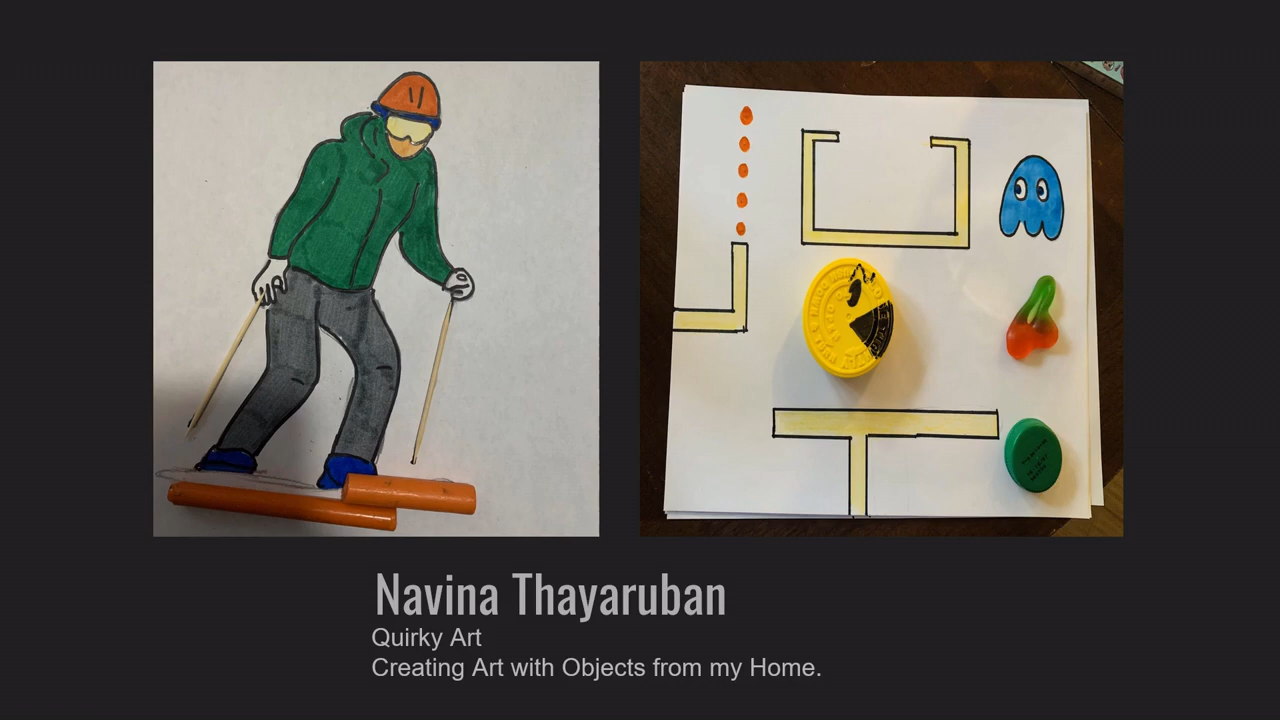 Navina Thayaruban
Quirky Art
Creating Art with Objects from my Home.